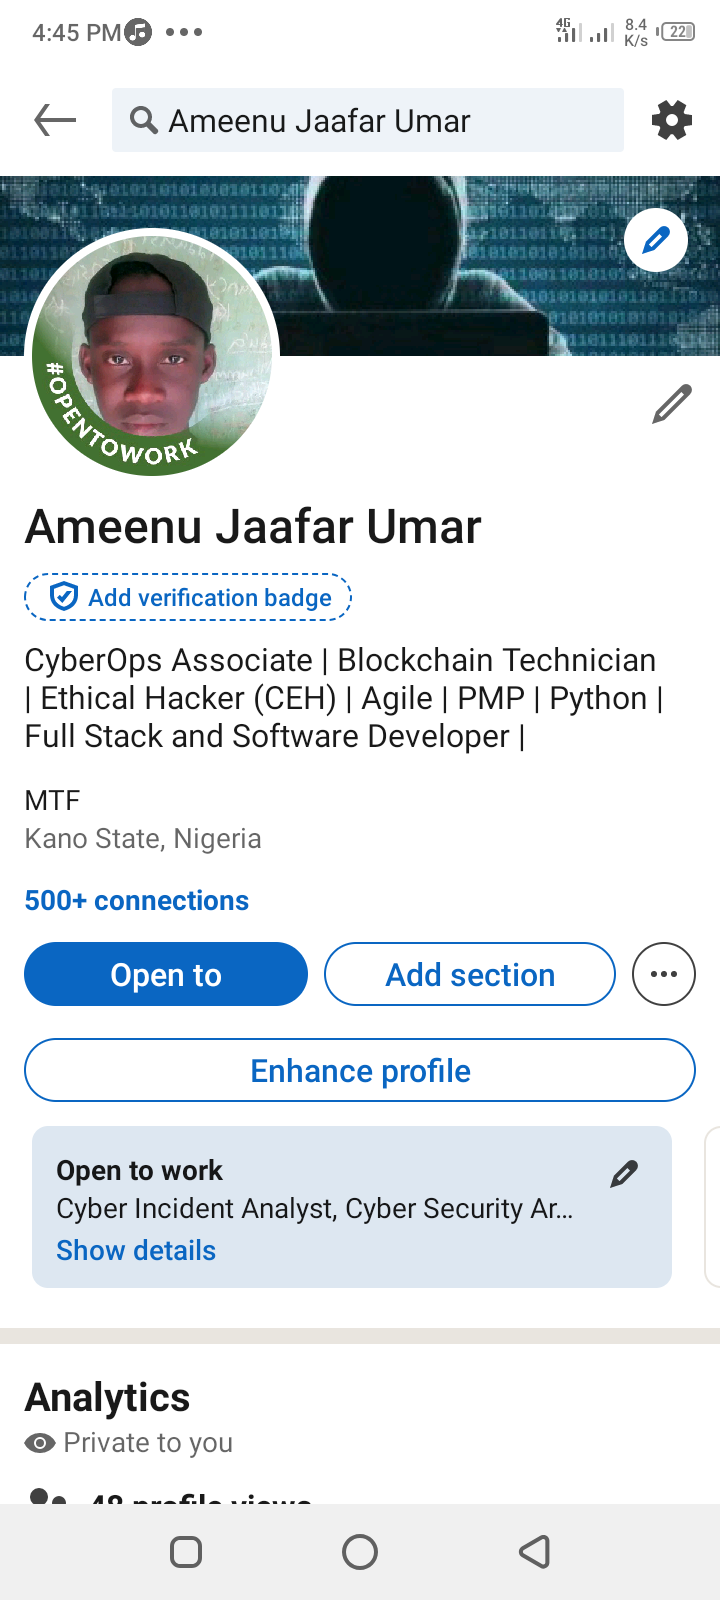 4:45 PM
4G
8.4
K/s
22
Ameenu Jaafar Umar
#OPENTOWORK
Ameenu Jaafar Umar
Add verification badge
CyberOps Associate | Blockchain Technician
| Ethical Hacker (CEH) | Agile | PMP | Python |
Full Stack and Software Developer |
MTF
Kano State, Nigeria
500+ connections
Open to
Add section
Enhance profile
Open to work
Cyber Incident Analyst, Cyber Security Ar...
Show details
Analytics
Private to you
48 profile views